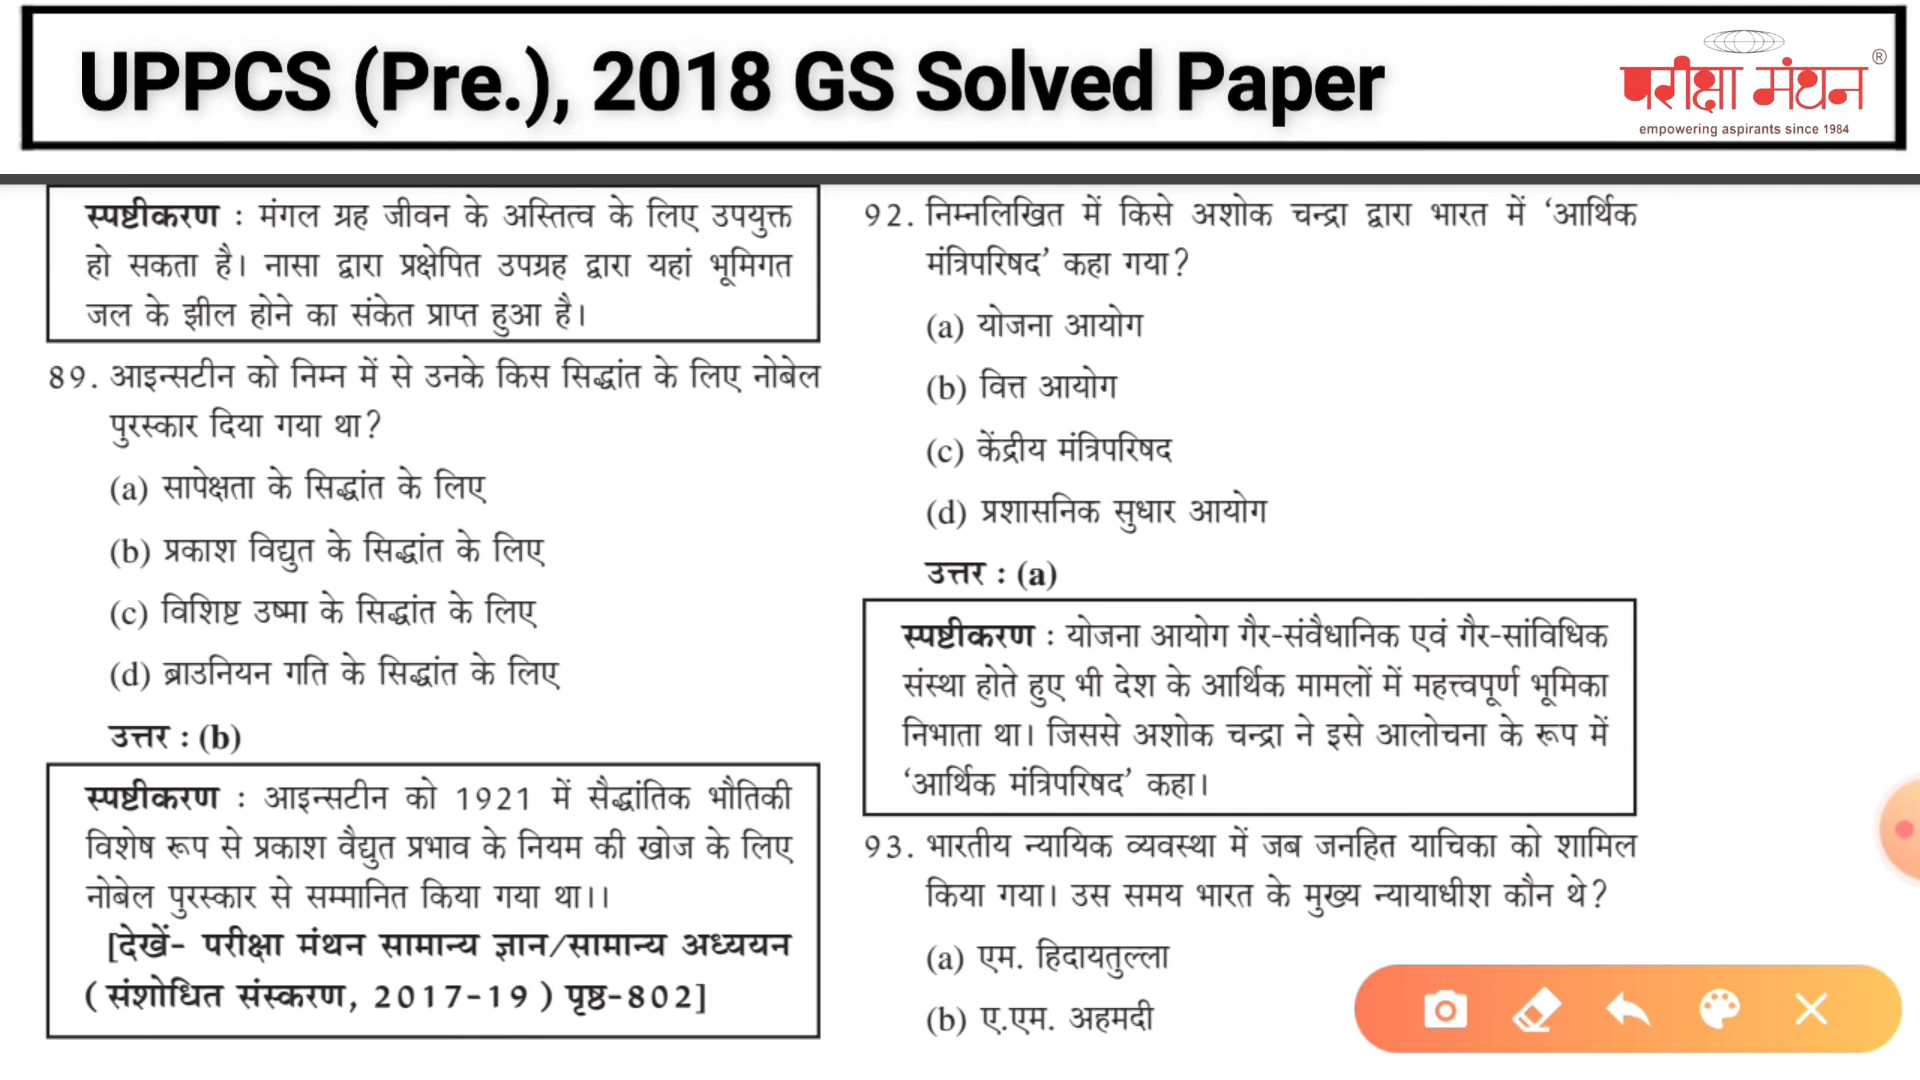 UPPCS (Pre.), 2018 GS Solved Paper
परीक्षा मंथन ®
empowering aspirants since 1984
स्पष्टीकरण : मंगल ग्रह जीवन के अस्तित्व के लिए उपयुक्त
हो सकता है। नासा द्वारा प्रक्षेपित उपग्रह द्वारा यहां भूमिगत
जल के झील होने का संकेत प्राप्त हुआ है।
89. आइन्सटीन को निम्न में से उनके किस सिद्धांत के लिए नोबेल
पुरस्कार दिया गया था?
(a) सापेक्षता के सिद्धांत के लिए
(b) प्रकाश विद्युत के सिद्धांत के लिए
(c) विशिष्ट उष्मा के सिद्धांत के लिए
(d) ब्राउनियन गति के सिद्धांत के लिए
उत्तर : (b)
स्पष्टीकरण : आइन्सटीन को 1921 में सैद्धांतिक भौतिकी
विशेष रूप से प्रकाश वैद्युत प्रभाव के नियम की खोज के लिए
नोबेल पुरस्कार से सम्मानित किया गया था।।
[देखें- परीक्षा मंथन सामान्य ज्ञान/सामान्य अध्ययन
(संशोधित संस्करण, 2017-19) पृष्ठ-802]
92. निम्नलिखित में किसे अशोक चन्द्रा द्वारा भारत में ‘आर्थिक
मंत्रिपरिषद’ कहा गया?
(a) योजना आयोग
(b) वित्त आयोग
(c) केंद्रीय मंत्रिपरिषद
(d) प्रशासनिक सुधार आयोग
उत्तर : (a)
स्पष्टीकरण : योजना आयोग गैर-संवैधानिक एवं गैर-सांविधिक
संस्था होते हुए भी देश के आर्थिक मामलों में महत्त्वपूर्ण भूमिका
निभाता था। जिससे अशोक चन्द्रा ने इसे आलोचना के रूप में
‘आर्थिक मंत्रिपरिषद’ कहा।
93. भारतीय न्यायिक व्यवस्था में जब जनहित याचिका को शामिल
किया गया। उस समय भारत के मुख्य न्यायाधीश कौन थे?
(a) एम. हिदायतुल्ला
(b) ए.एम. अहमदी